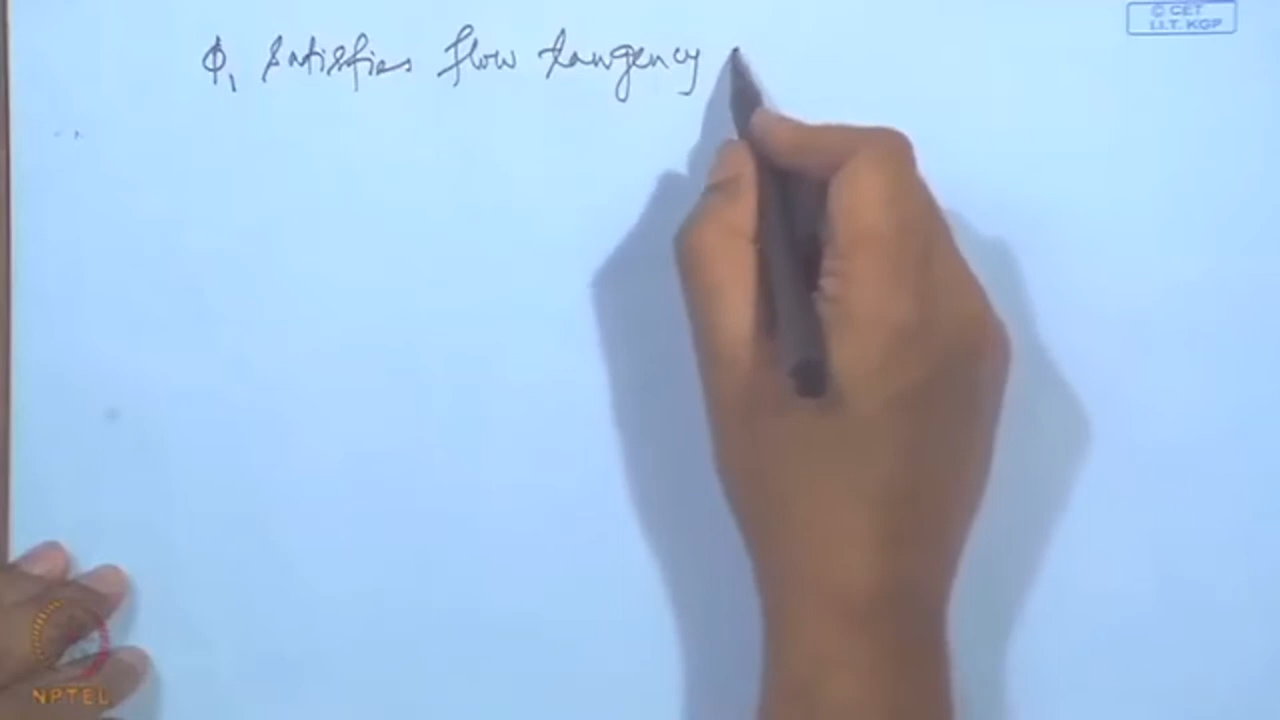 © CET
I.I.T. KGP
ϕ₁ satisfies flow tangency
NPTEL